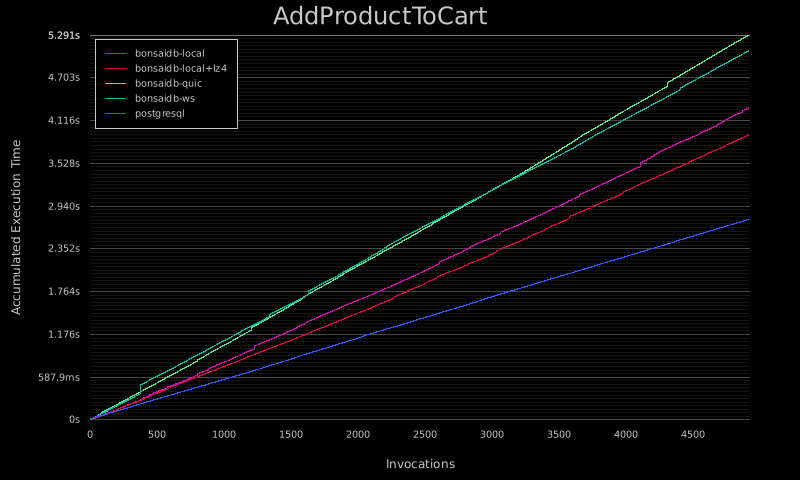 AddProductToCart
5.291s
4.703s
4.116s
3.528s
2.940s
2.352s
1.764s
1.176s
587.9ms
0s
bonsaidb-local
bonsaidb-local+lz4
bonsaidb-quic
bonsaidb-ws
postgresql
Accumulated Execution Time
0 500 1000 1500 2000 2500 3000 3500 4000 4500
Invocations